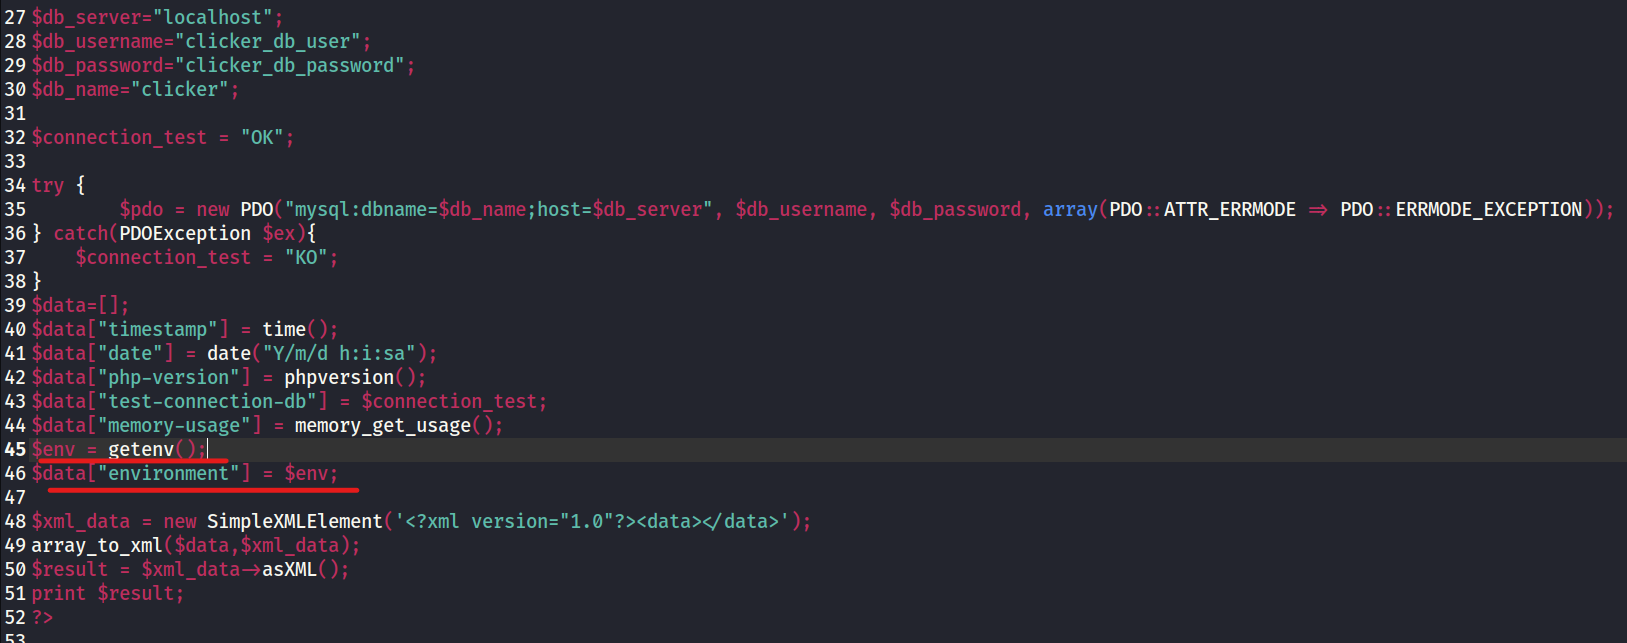 27 $db_server="localhost";
28 $db_username="clicker_db_user";
29 $db_password="clicker_db_password";
30 $db_name="clicker";
31
32 $connection_test = "OK";
33
34 try {
35         $pdo = new PDO("mysql:dbname=$db_name;host=$db_server", $db_username, $db_password, array(PDO::ATTR_ERRMODE => PDO::ERRMODE_EXCEPTION));
36 } catch(PDOException $ex){
37     $connection_test = "KO";
38 }
39 $data=[];
40 $data["timestamp"] = time();
41 $data["date"] = date("Y/m/d h:i:sa");
42 $data["php-version"] = phpversion();
43 $data["test-connection-db"] = $connection_test;
44 $data["memory-usage"] = memory_get_usage();
45 $env = getenv();
46 $data["environment"] = $env;
47
48 $xml_data = new SimpleXMLElement('<?xml version="1.0"?><data></data>');
49 array_to_xml($data,$xml_data);
50 $result = $xml_data->asXML();
51 print $result;
52 ?>
53